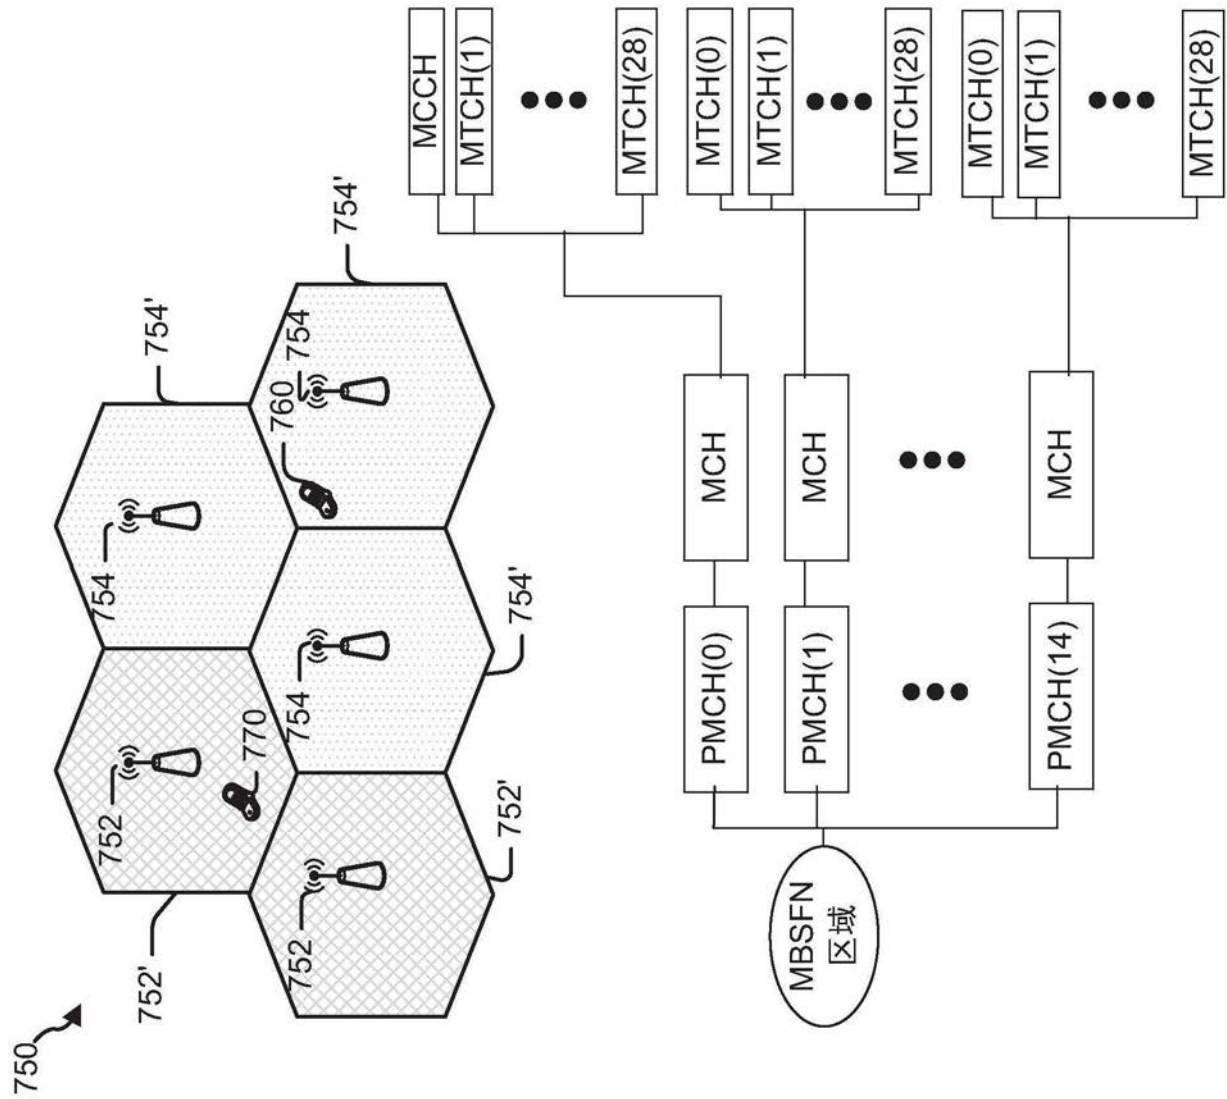 750
752'
752
770
752
752'
754
754'
754
754'
760
754
754'
MBSFN
区域
PMCH(0)
PMCH(1)
PMCH(14)
MCH
MCH
MCH
MCCH
MTCH(1)
MTCH(28)
MTCH(0)
MTCH(1)
MTCH(28)
MTCH(0)
MTCH(1)
MTCH(28)